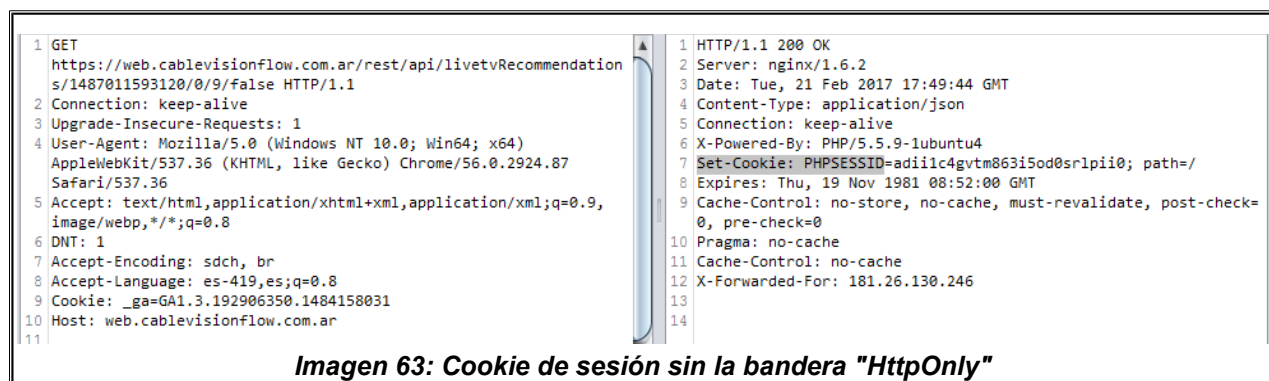 1 GET
https://web.cablevisionflow.com.ar/rest/api/livetvRecommendation
s/1487011593120/0/9/false HTTP/1.1
2 Connection: keep-alive
3 Upgrade-Insecure-Requests: 1
4 User-Agent: Mozilla/5.0 (Windows NT 10.0; Win64; x64)
AppleWebKit/537.36 (KHTML, like Gecko) Chrome/56.0.2924.87
Safari/537.36
5 Accept: text/html,application/xhtml+xml,application/xml;q=0.9,
image/webp,*/*;q=0.8
6 DNT: 1
7 Accept-Encoding: sdch, br
8 Accept-Language: es-419,es;q=0.8
9 Cookie: _ga=GA1.3.192906350.1484158031
10 Host: web.cablevisionflow.com.ar
11
1 HTTP/1.1 200 OK
2 Server: nginx/1.6.2
3 Date: Tue, 21 Feb 2017 17:49:44 GMT
4 Content-Type: application/json
5 Connection: keep-alive
6 X-Powered-By: PHP/5.5.9-1ubuntu4
7 Set-Cookie: PHPSESSID=adii1c4gvtm863i5od0srlpii0; path=/
8 Expires: Thu, 19 Nov 1981 08:52:00 GMT
9 Cache-Control: no-store, no-cache, must-revalidate, post-check=
0, pre-check=0
10 Pragma: no-cache
11 Cache-Control: no-cache
12 X-Forwarded-For: 181.26.130.246
13
14
Imagen 63: Cookie de sesión sin la bandera "HttpOnly"